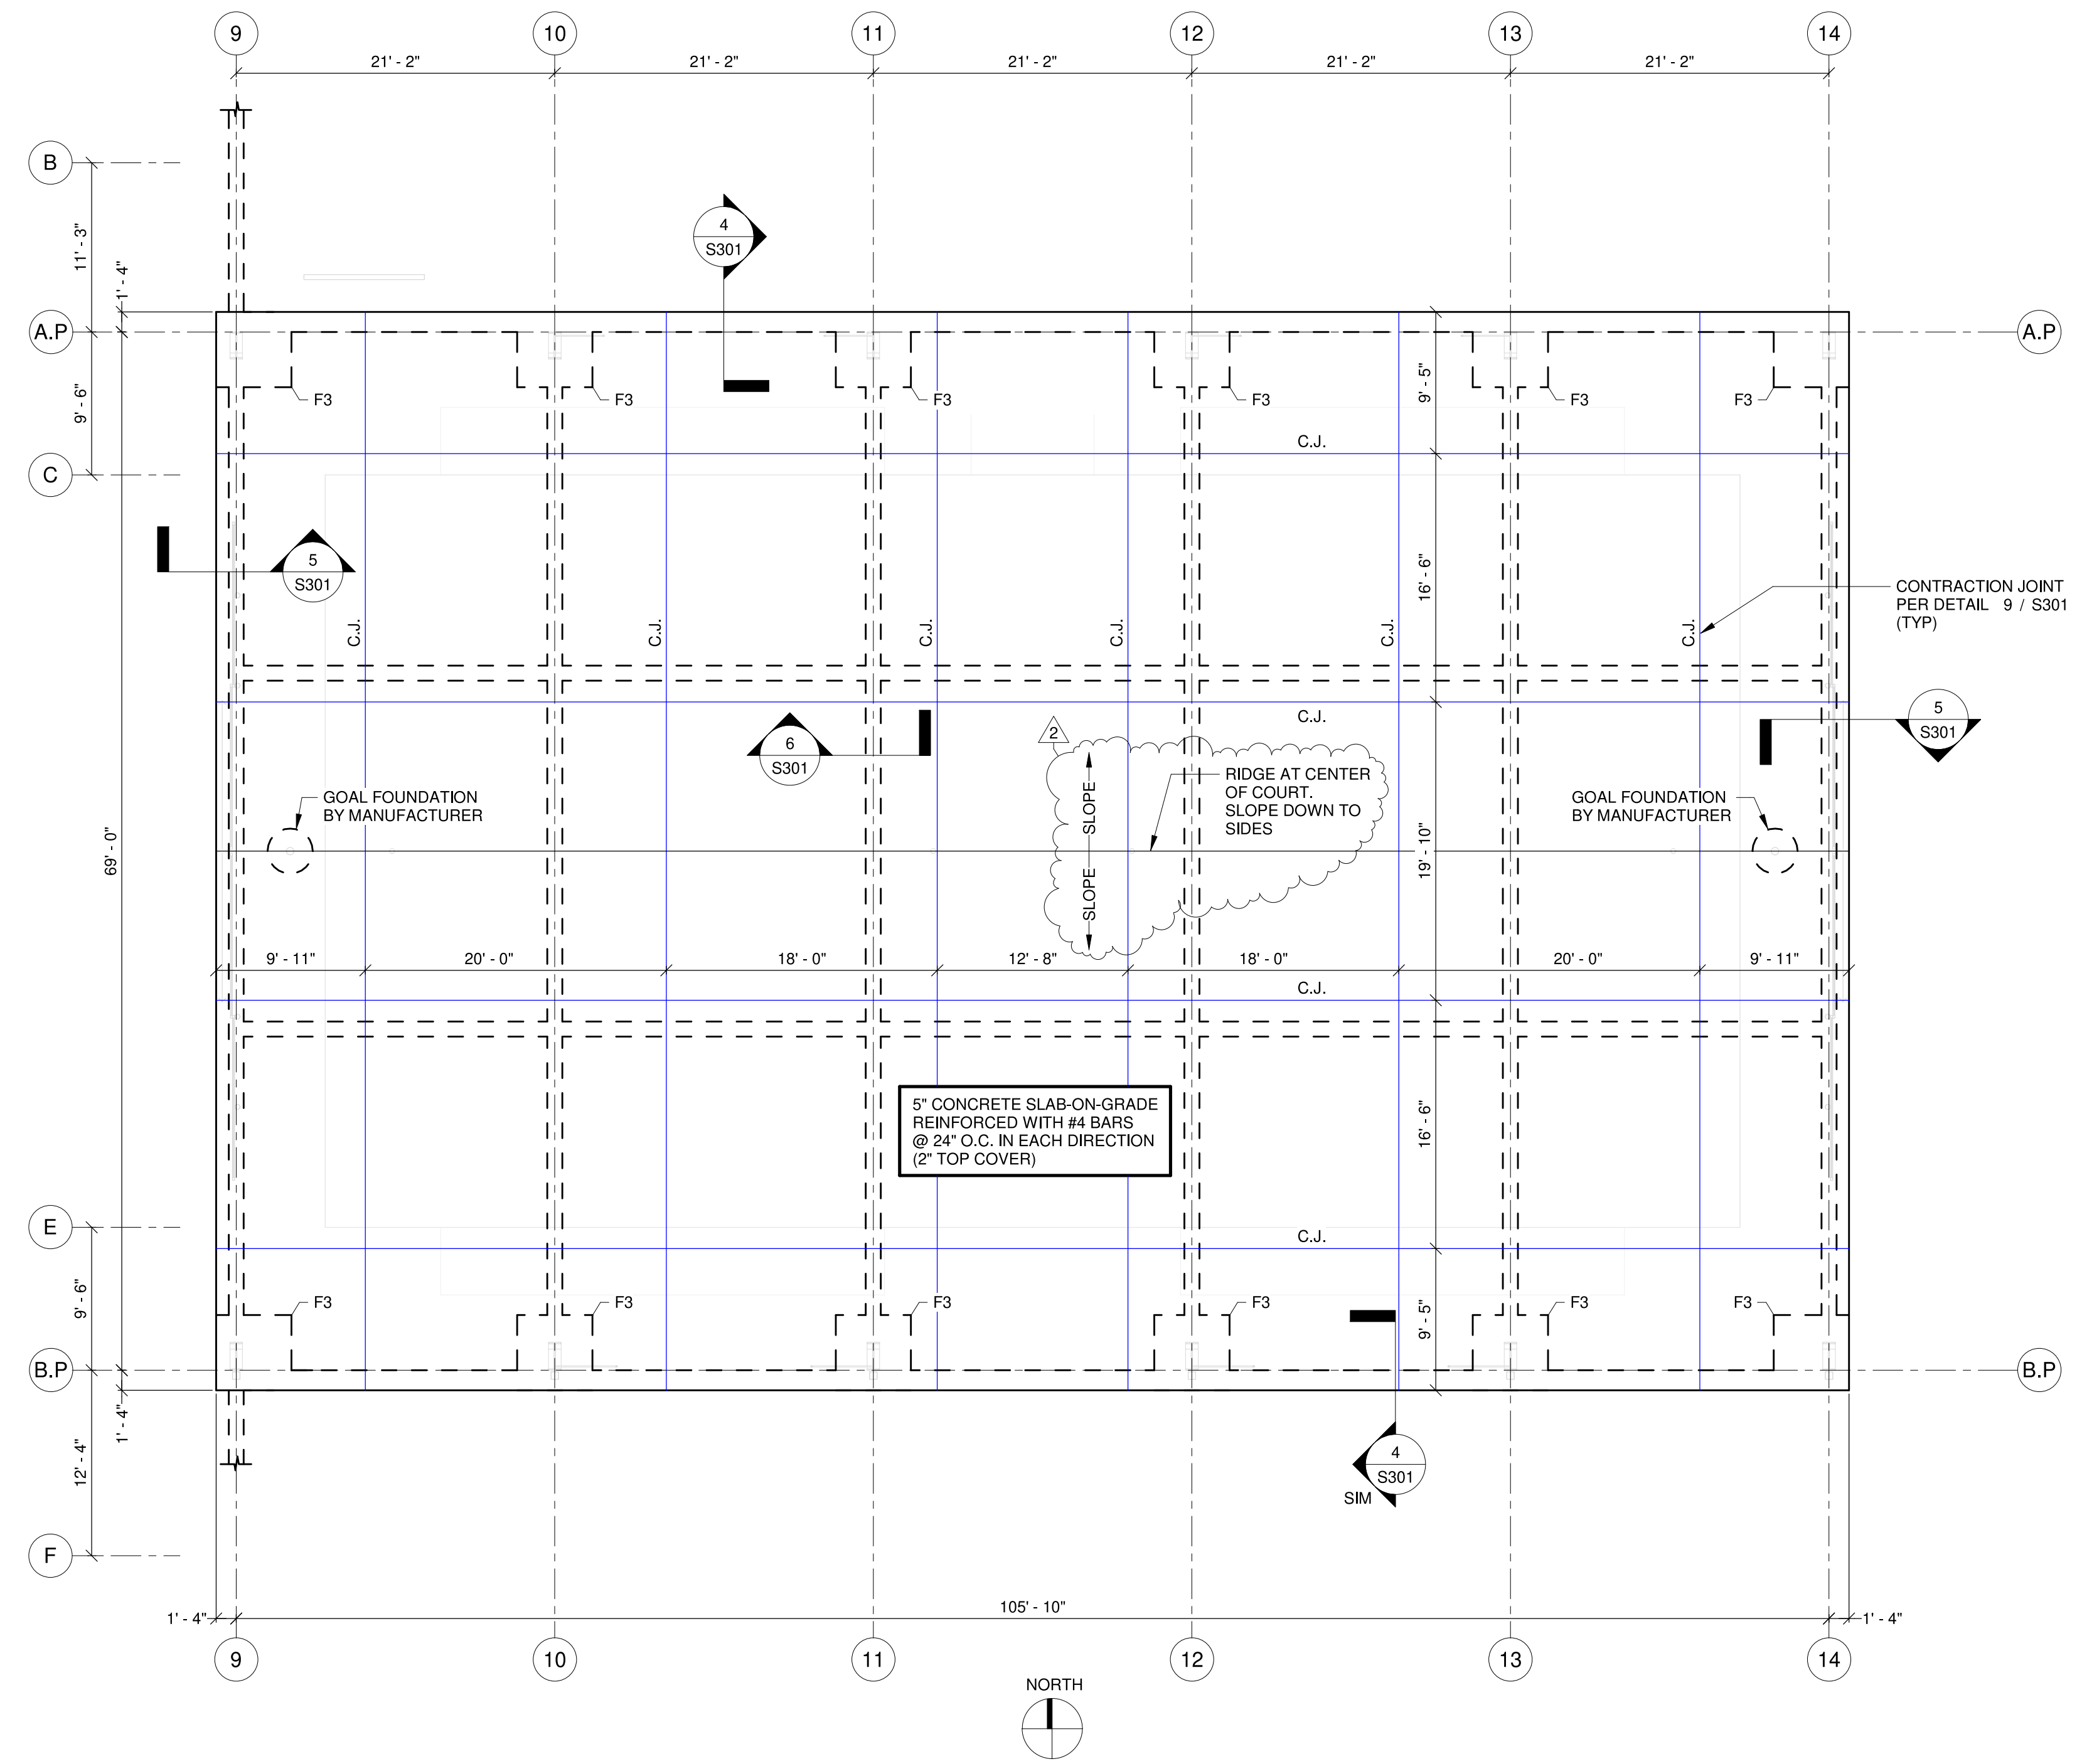 9
10
11
12
13
14
21' - 2"
21' - 2"
21' - 2"
21' - 2"
21' - 2"
B
11' - 3"
1' - 4"
4
S301
A.P
A.P
9' - 6"
9' - 5"
F3
F3
F3
F3
F3
F3
C.J.
C
16' - 6"
5
S301
CONTRACTION JOINT
PER DETAIL 9 / S301
(TYP)
C.J.
C.J.
C.J.
C.J.
C.J.
C.J.
C.J.
5
S301
6
S301
2
SLOPE
SLOPE
RIDGE AT CENTER
OF COURT.
SLOPE DOWN TO
SIDES
GOAL FOUNDATION
BY MANUFACTURER
GOAL FOUNDATION
BY MANUFACTURER
69' - 0"
19' - 10"
9' - 11"
20' - 0"
18' - 0"
12' - 8"
18' - 0"
20' - 0"
9' - 11"
C.J.
5" CONCRETE SLAB-ON-GRADE
REINFORCED WITH #4 BARS
@ 24" O.C. IN EACH DIRECTION
(2" TOP COVER)
16' - 6"
E
C.J.
9' - 6"
F3
F3
F3
F3
F3
F3
9' - 5"
B.P
B.P
1' - 4"
12' - 4"
4
S301
SIM
F
1' - 4"
105' - 10"
1' - 4"
9
10
11
12
13
14
NORTH